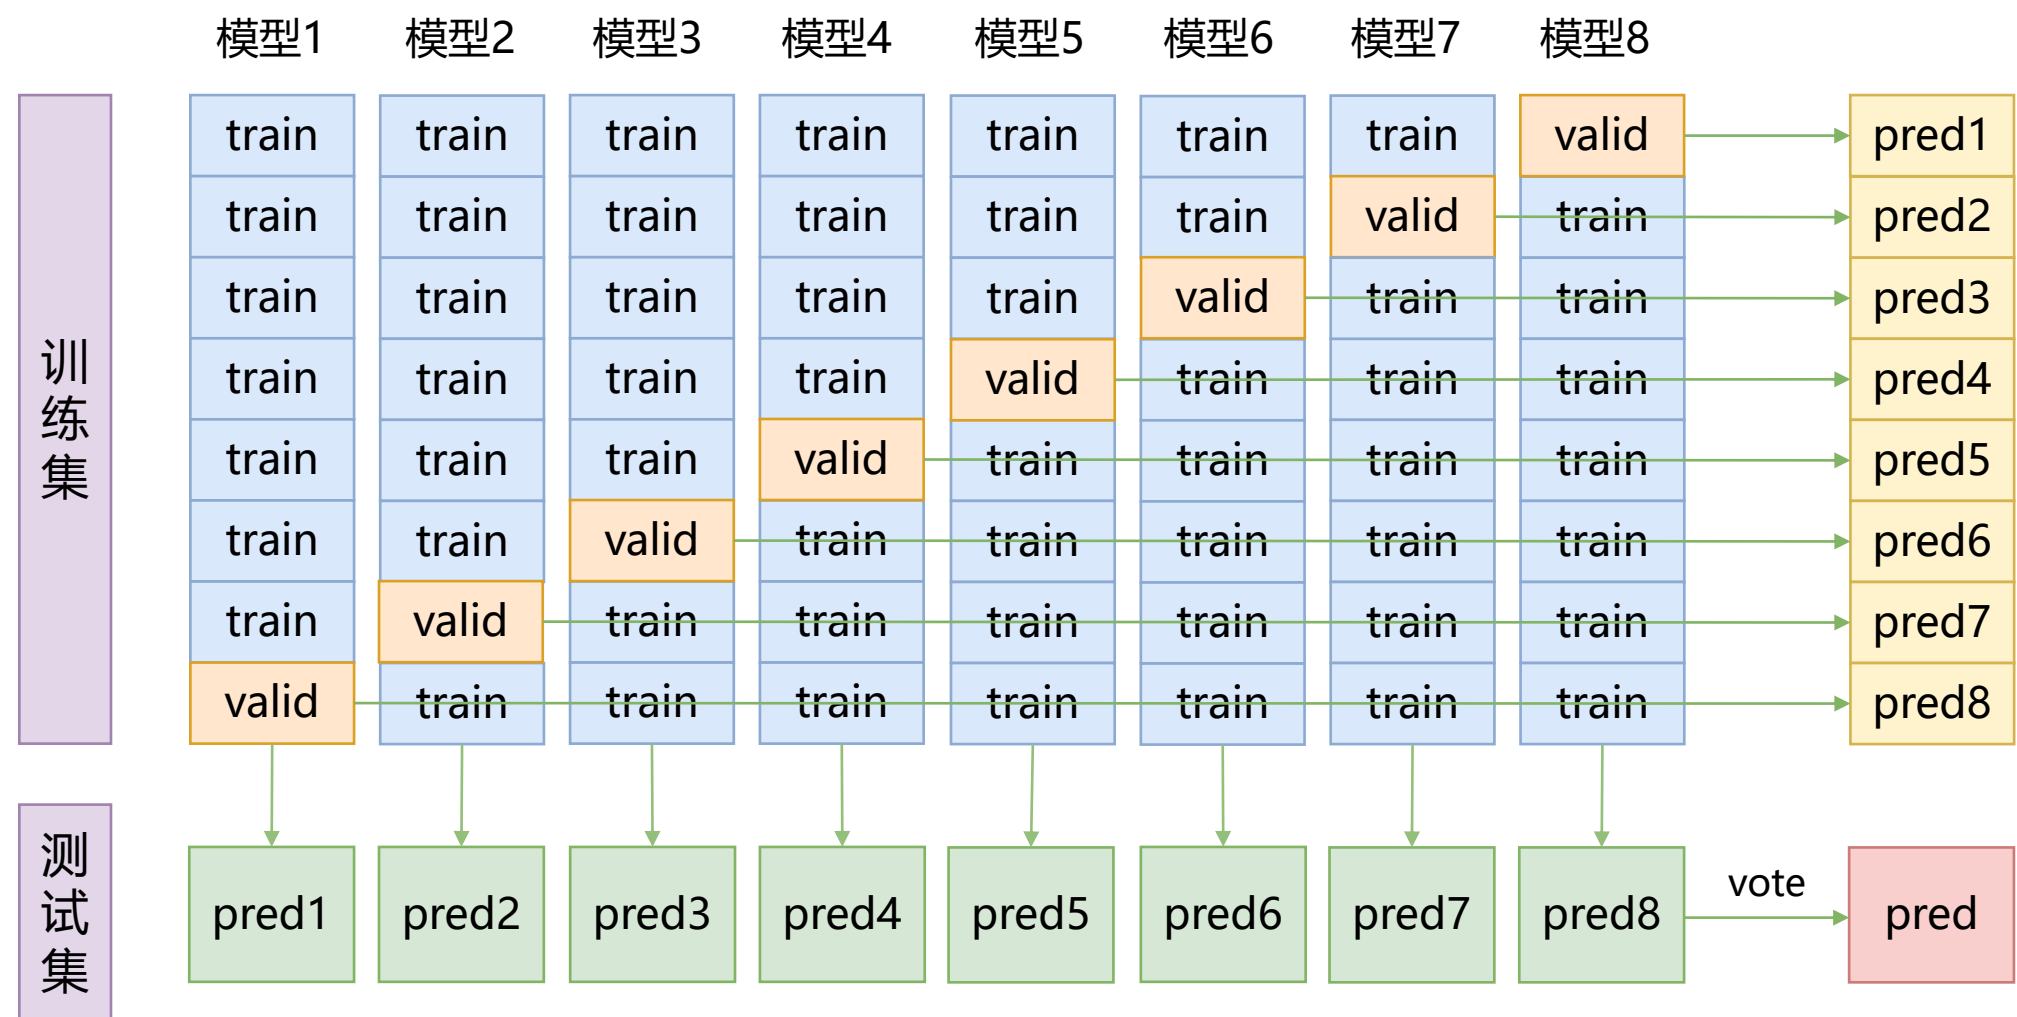 模型1 模型2 模型3 模型4 模型5 模型6 模型7 模型8
训练集
train train train train train train train valid pred1
train train train train train train valid train pred2
train train train train train valid train train pred3
train train train train valid train train train pred4
train train train valid train train train train pred5
train train valid train train train train train pred6
train valid train train train train train train pred7
valid train train train train train train train pred8
测试集
pred1 pred2 pred3 pred4 pred5 pred6 pred7 pred8 vote pred